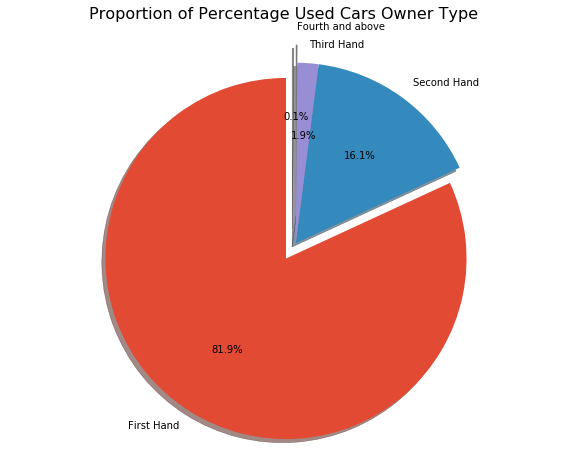 Proportion of Percentage Used Cars Owner Type
Fourth and above
Third Hand
Second Hand
0.1%
1.9%
16.1%
81.9%
First Hand